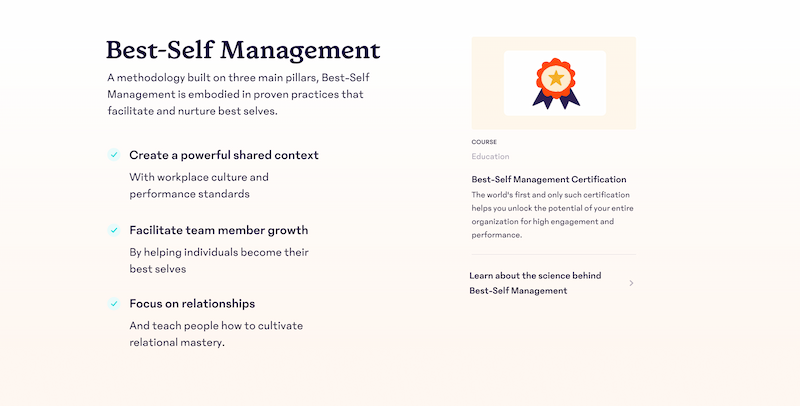 Best-Self Management
A methodology built on three main pillars, Best-Self
Management is embodied in proven practices that
facilitate and nurture best selves.
Create a powerful shared context
With workplace culture and
performance standards
Facilitate team member growth
By helping individuals become their
best selves
Focus on relationships
And teach people how to cultivate
relational mastery.
COURSE
Education
Best-Self Management Certification
The world's first and only such certification
helps you unlock the potential of your entire
organization for high engagement and
performance.
Learn about the science behind
Best-Self Management